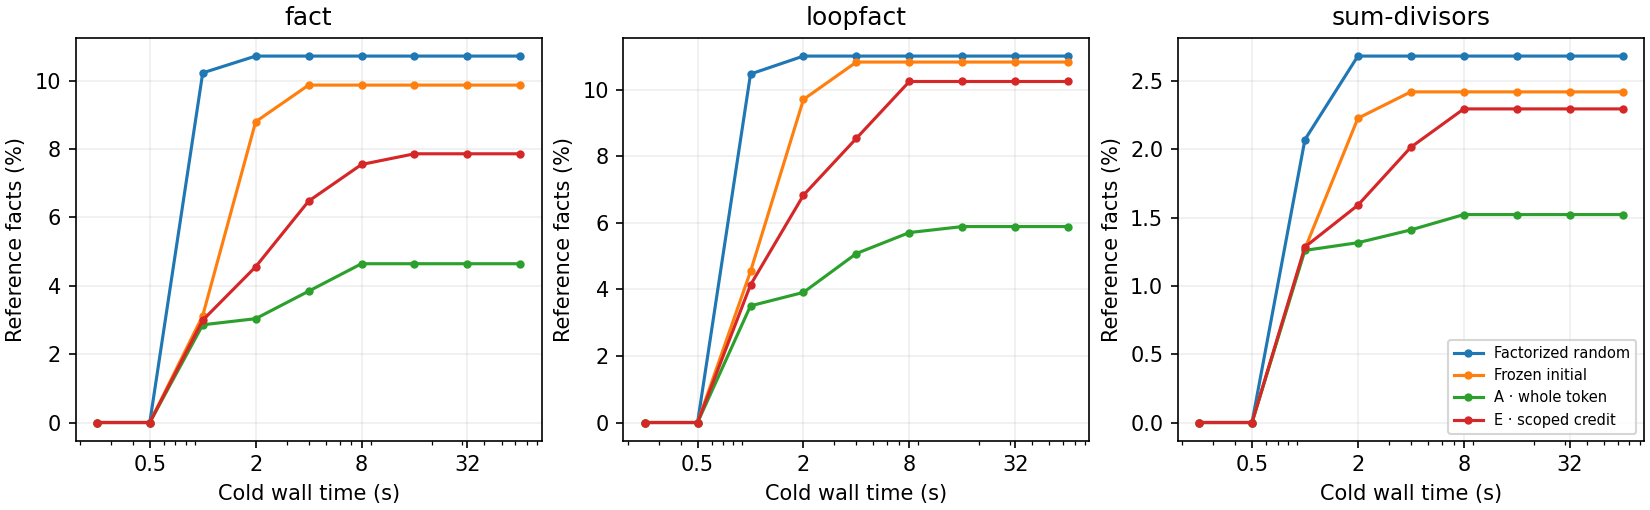 fact
Reference facts (%)
10
8
6
4
2
0
0.5
2
8
32
Cold wall time (s)
loopfact
Reference facts (%)
10
8
6
4
2
0
0.5
2
8
32
Cold wall time (s)
sum-divisors
Reference facts (%)
2.5
2.0
1.5
1.0
0.5
0.0
0.5
2
8
32
Cold wall time (s)
Factorized random
Frozen initial
A · whole token
E · scoped credit